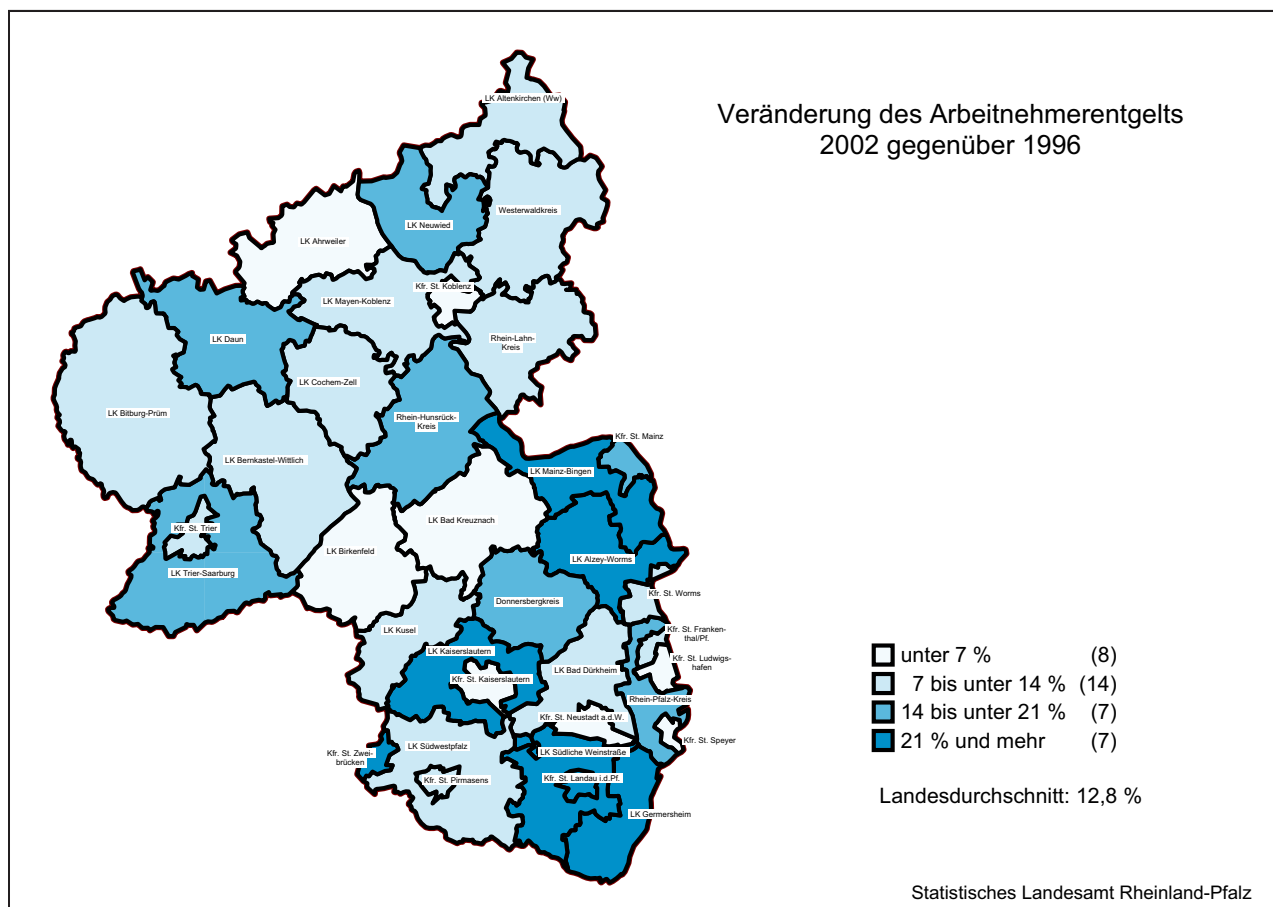 Veränderung des Arbeitnehmerentgelts
2002 gegenüber 1996
LK Altenkirchen (Ww)
Westerwaldkreis
LK Neuwied
LK Ahrweiler
Kfr. St. Koblenz
LK Mayen-Koblenz
LK Daun
Rhein-Lahn-
Kreis
LK Cochem-Zell
LK Bitburg-Prüm
Rhein-Hunsrück-
Kreis
Kfr. St. Mainz
LK Bernkastel-Wittlich
LK Mainz-Bingen
Kfr. St. Trier
LK Bad Kreuznach
LK Birkenfeld
LK Alzey-Worms
LK Trier-Saarburg
Kfr. St. Worms
Donnersbergkreis
LK Kusel
Kfr. St. Franken-
thal/Pf.
LK Kaiserslautern
Kfr. St. Ludwigs-
hafen
LK Bad Dürkheim
Kfr. St. Kaiserslautern
Rhein-Pfalz-Kreis
Kfr. St. Neustadt a.d.W.
Kfr. St. Speyer
LK Südwestpfalz
LK Südliche Weinstraße
Kfr. St. Zwei-
brücken
Kfr. St. Pirmasens
Kfr. St. Landau i.d.Pf.
LK Germersheim
unter 7 % (8)
7 bis unter 14 % (14)
14 bis unter 21 % (7)
21 % und mehr (7)
Landesdurchschnitt: 12,8 %
Statistisches Landesamt Rheinland-Pfalz